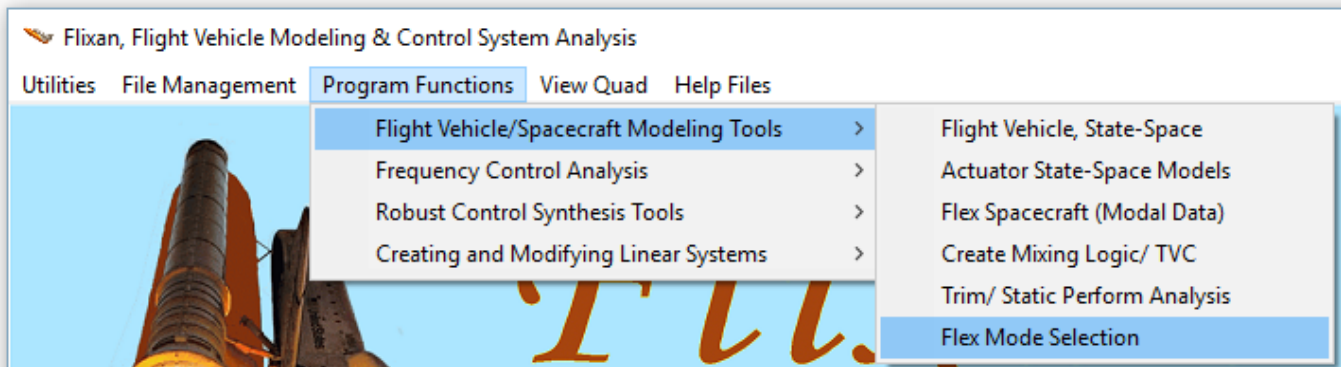 Flixan, Flight Vehicle Modeling & Control System Analysis
Utilities File Management Program Functions View Quad Help Files
Flight Vehicle/Spacecraft Modeling Tools >
Frequency Control Analysis >
Robust Control Synthesis Tools >
Creating and Modifying Linear Systems >
Flight Vehicle, State-Space
Actuator State-Space Models
Flex Spacecraft (Modal Data)
Create Mixing Logic/ TVC
Trim/ Static Perform Analysis
Flex Mode Selection